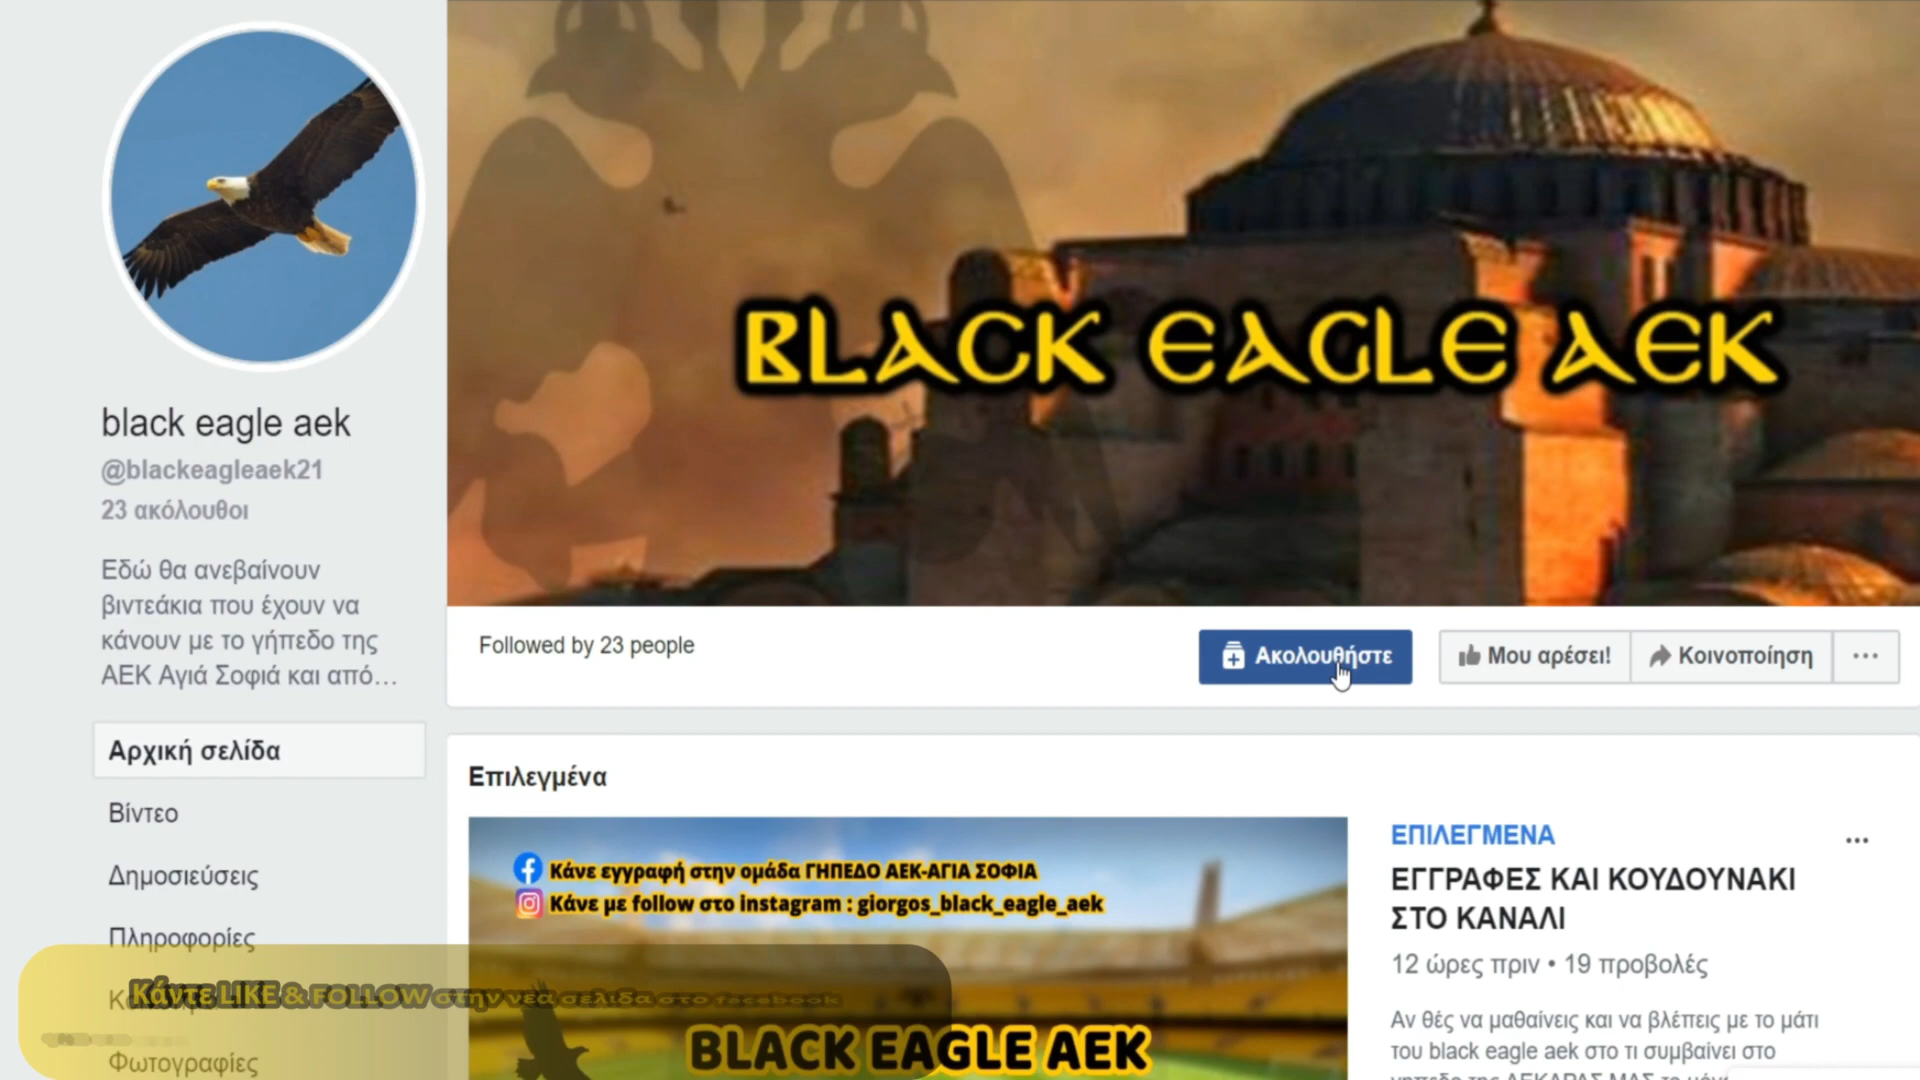 BLACK EAGLE AEK
black eagle aek
@blackeagleaek21
23 ακόλουθοι
Εδώ θα ανεβαίνουν
βιντεάκια που έχουν να
κάνουν με το γήπεδο της
ΑΕΚ Αγιά Σοφιά και από…
Followed by 23 people
Ακολουθήστε
Μου αρέσει!
Κοινοποίηση
Αρχική σελίδα
Βίντεο
Δημοσιεύσεις
Πληροφορίες
Φωτογραφίες
Επιλεγμένα
Κάνε εγγραφή στην ομάδα ΓΗΠΕΔΟ ΑΕΚ-ΑΓΙΑ ΣΟΦΙΑ
Κάνε με follow στο instagram : giorgos_black_eagle_aek
BLACK EAGLE AEK
ΕΠΙΛΕΓΜΕΝΑ
ΕΓΓΡΑΦΕΣ ΚΑΙ ΚΟΥΔΟΥΝΑΚΙ
ΣΤΟ ΚΑΝΑΛΙ
12 ώρες πριν • 19 προβολές
Αν θές να μαθαίνεις και να βλέπεις με το μάτι
του black eagle aek στο τι συμβαίνει στο
Κάντε LIKE & FOLLOW στην νέα σελιδα στο facebook